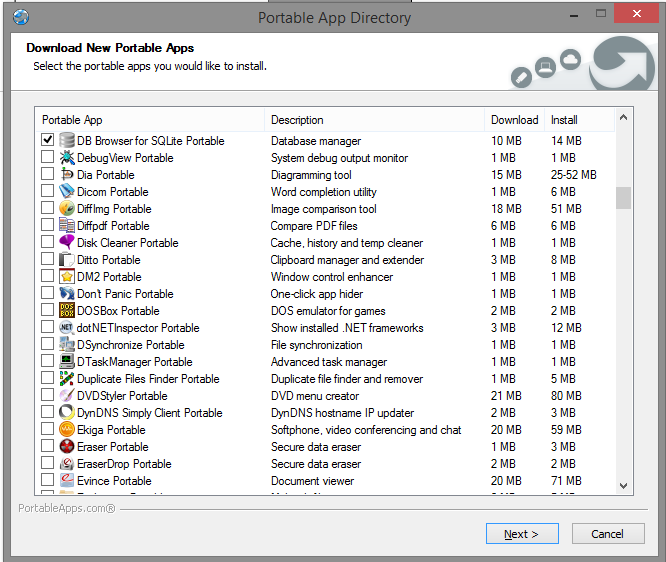 Portable App Directory
Download New Portable Apps
Select the portable apps you would like to install.
Portable App Description Download Install
DB Browser for SQLite Portable Database manager 10 MB 14 MB
DebugView Portable System debug output monitor 1 MB 1 MB
Dia Portable Diagramming tool 15 MB 25-52 MB
Dicom Portable Word completion utility 1 MB 6 MB
DiffImg Portable Image comparison tool 18 MB 51 MB
Diffpdf Portable Compare PDF files 6 MB 6 MB
Disk Cleaner Portable Cache, history and temp cleaner 1 MB 1 MB
Ditto Portable Clipboard manager and extender 3 MB 8 MB
DM2 Portable Window control enhancer 1 MB 1 MB
Don't Panic Portable One-click app hider 1 MB 1 MB
DOS BOX DOSBox Portable DOS emulator for games 2 MB 2 MB
.NET dotNETInspector Portable Show installed .NET frameworks 3 MB 12 MB
DSynchronize Portable File synchronization 1 MB 1 MB
DTaskManager Portable Advanced task manager 1 MB 1 MB
Duplicate Files Finder Portable Duplicate file finder and remover 1 MB 5 MB
DVDStyler Portable DVD menu creator 21 MB 80 MB
DynDNS Simply Client Portable DynDNS hostname IP updater 2 MB 3 MB
Ekiga Portable Softphone, video conferencing and chat 20 MB 59 MB
Eraser Portable Secure data eraser 1 MB 3 MB
EraserDrop Portable Secure data eraser 2 MB 2 MB
Evince Portable Document viewer 20 MB 71 MB
PortableApps.com®
Next > Cancel